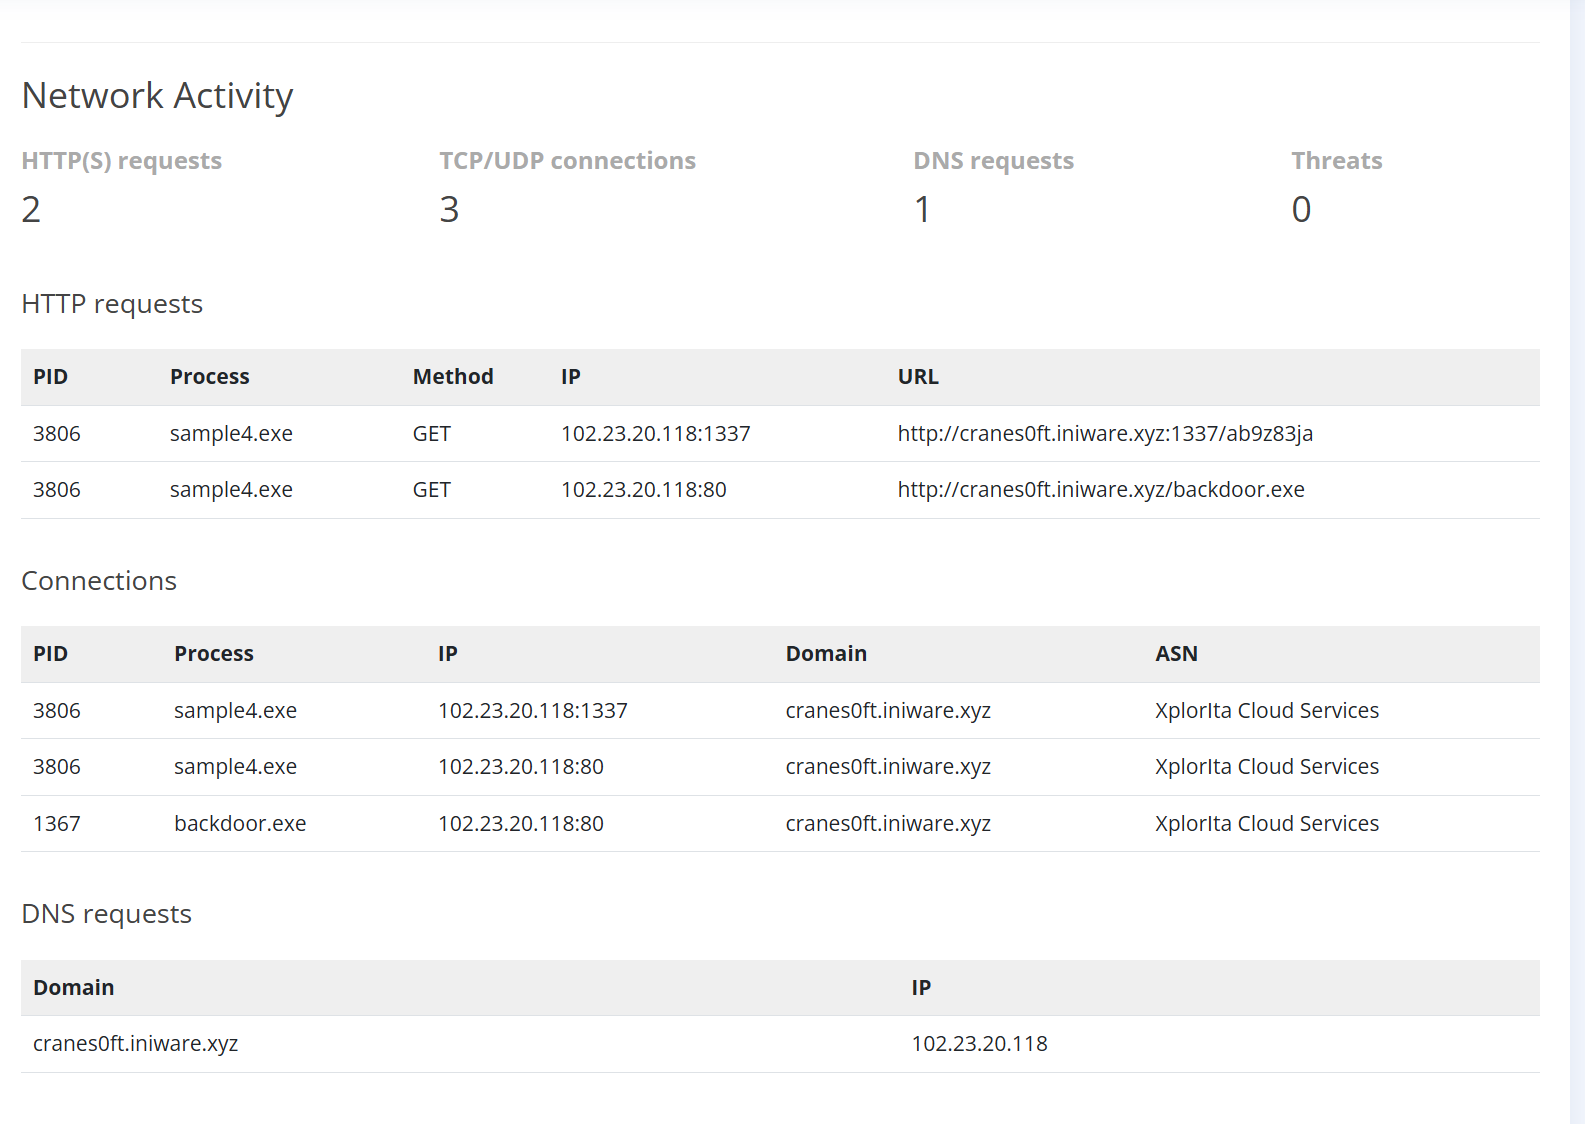 Network Activity
HTTP(S) requests TCP/UDP connections DNS requests Threats
2 3 1 0
HTTP requests
PID Process Method IP URL
3806 sample4.exe GET 102.23.20.118:1337 http://cranes0ft.iniware.xyz:1337/ab9z83ja
3806 sample4.exe GET 102.23.20.118:80 http://cranes0ft.iniware.xyz/backdoor.exe
Connections
PID Process IP Domain ASN
3806 sample4.exe 102.23.20.118:1337 cranes0ft.iniware.xyz XplorIta Cloud Services
3806 sample4.exe 102.23.20.118:80 cranes0ft.iniware.xyz XplorIta Cloud Services
1367 backdoor.exe 102.23.20.118:80 cranes0ft.iniware.xyz XplorIta Cloud Services
DNS requests
Domain IP
cranes0ft.iniware.xyz 102.23.20.118